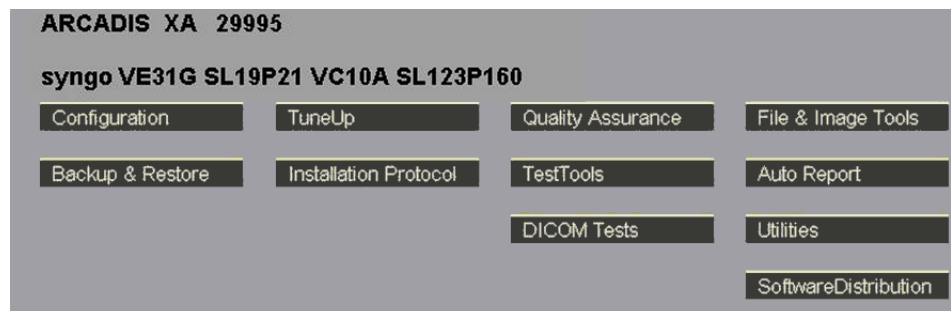 ARCADIS XA 29995
syngo VE31G SL19P21 VC10A SL123P160
Configuration TuneUp Quality Assurance File & Image Tools
Backup & Restore Installation Protocol TestTools Auto Report
DICOM Tests Utilities
SoftwareDistribution